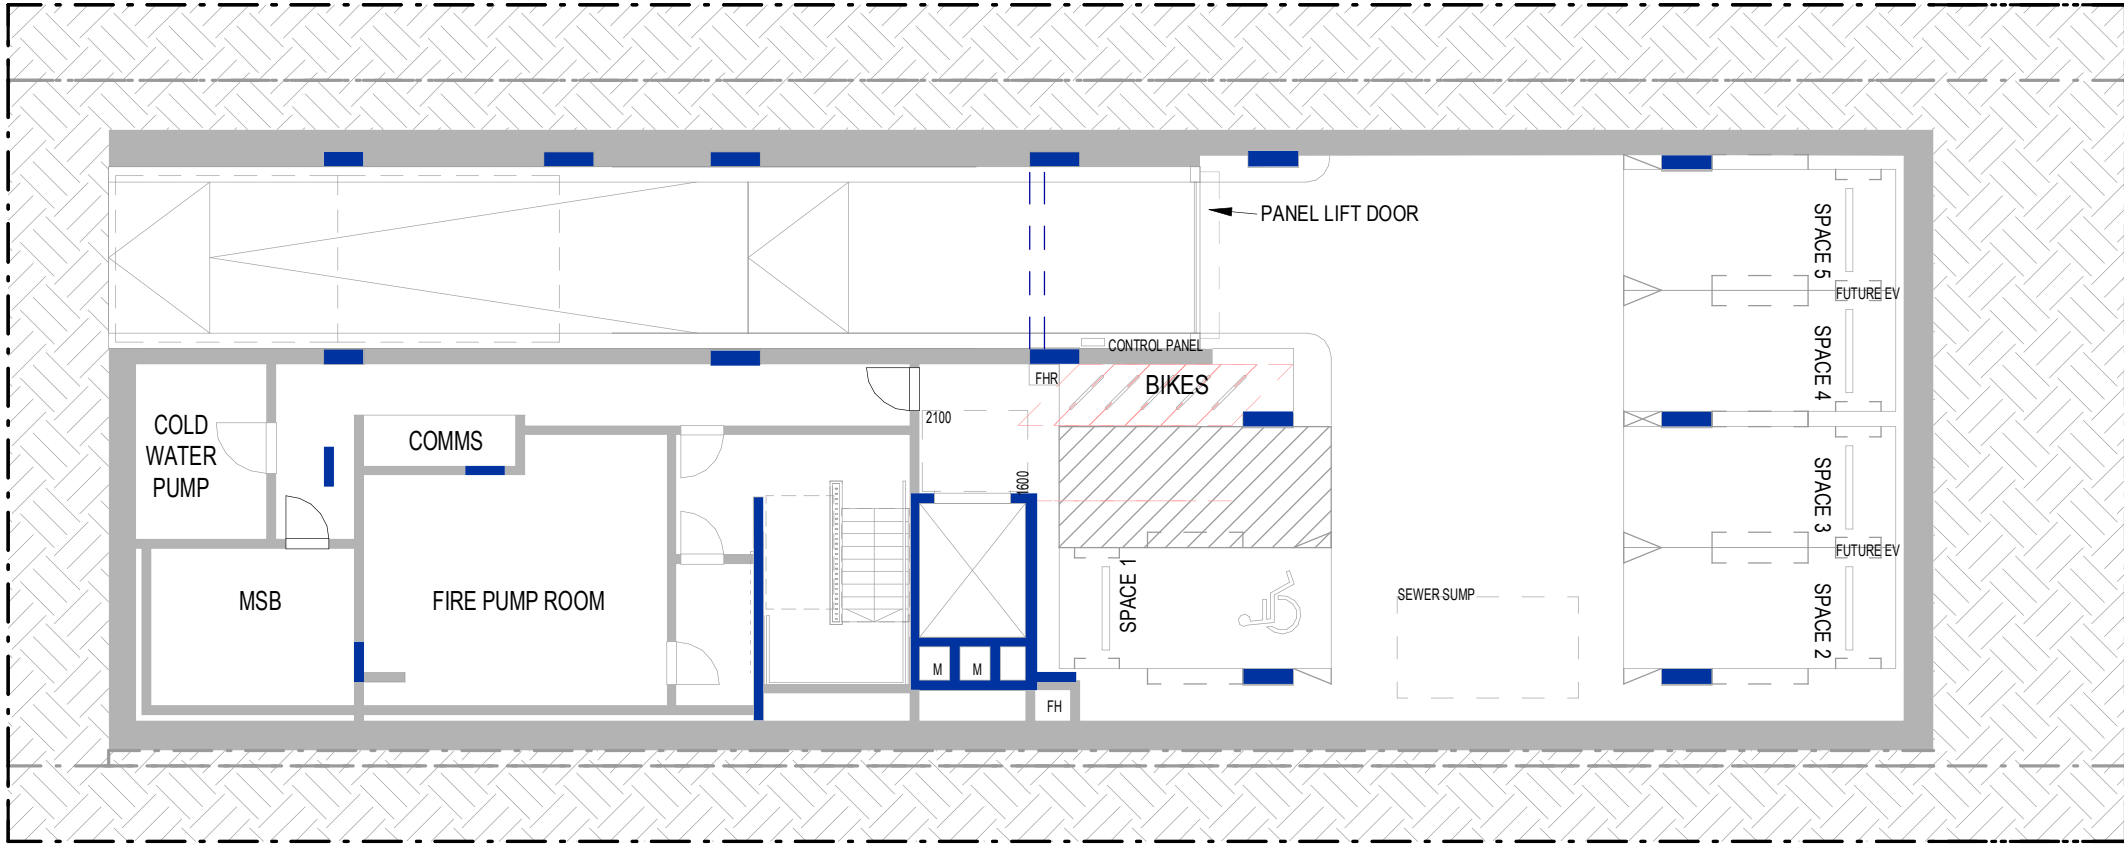 PANEL LIFT DOOR
SPACE 5
FUTURE EV
SPACE 4
CONTROL PANEL
FHR
BIKES
2100
COLD
WATER
PUMP
COMMS
1600
SPACE 3
FUTURE EV
SPACE 2
MSB
FIRE PUMP ROOM
SPACE 1
SEWER SUMP
M
M
FH